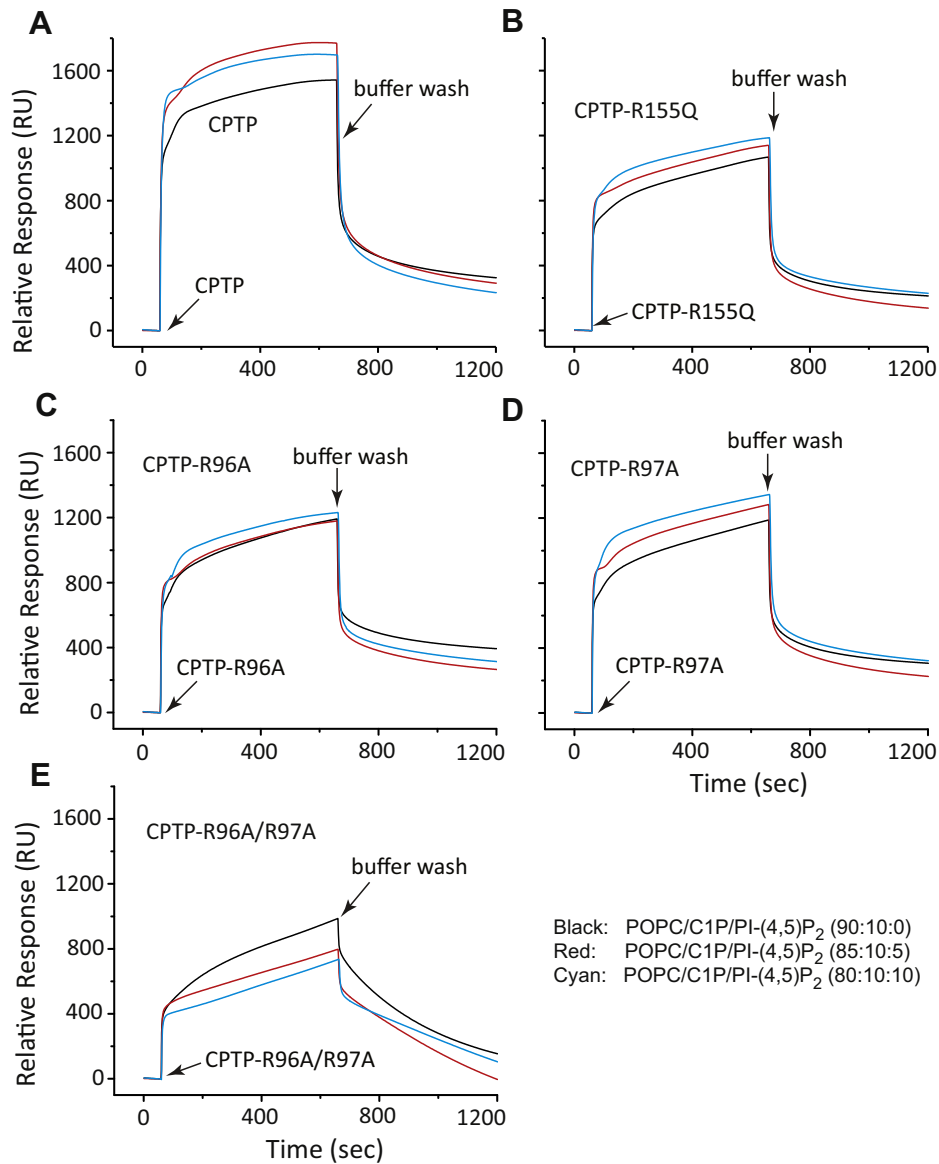 A
Relative Response (RU)
1600
1200
800
400
0
buffer wash
CPTP
CPTP
0
400
800
1200
B
CPTP-R155Q
buffer wash
CPTP-R155Q
0
400
800
1200
C
Relative Response (RU)
1600
1200
800
400
0
CPTP-R96A
buffer wash
CPTP-R96A
0
400
800
1200
D
buffer wash
CPTP-R97A
CPTP-R97A
0
400
800
1200
Time (sec)
E
Relative Response (RU)
1600
1200
800
400
0
CPTP-R96A/R97A
buffer wash
CPTP-R96A/R97A
0
400
800
1200
Time (sec)
Black: POPC/C1P/PI-(4,5)P2 (90:10:0)
Red: POPC/C1P/PI-(4,5)P2 (85:10:5)
Cyan: POPC/C1P/PI-(4,5)P2 (80:10:10)